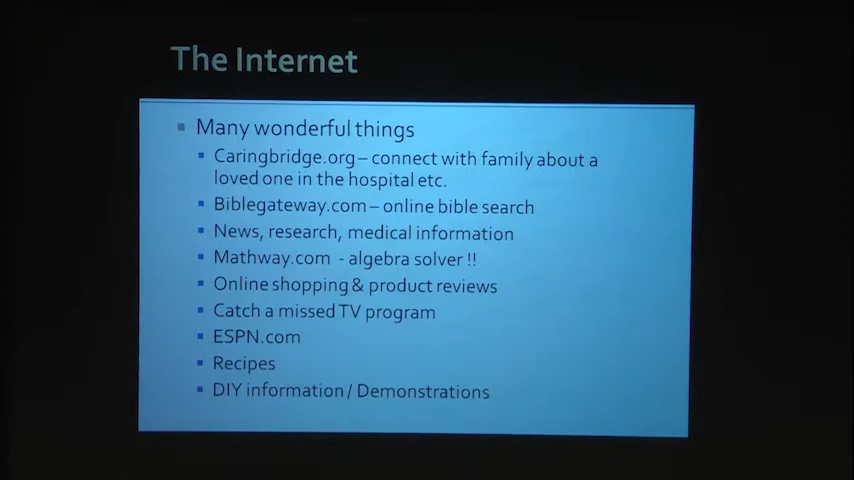 The Internet
Many wonderful things
Caringbridge.org – connect with family about a
loved one in the hospital etc.
Biblegateway.com – online bible search
News, research, medical information
Mathway.com - algebra solver !!
Online shopping & product reviews
Catch a missed TV program
ESPN.com
Recipes
DIY information / Demonstrations